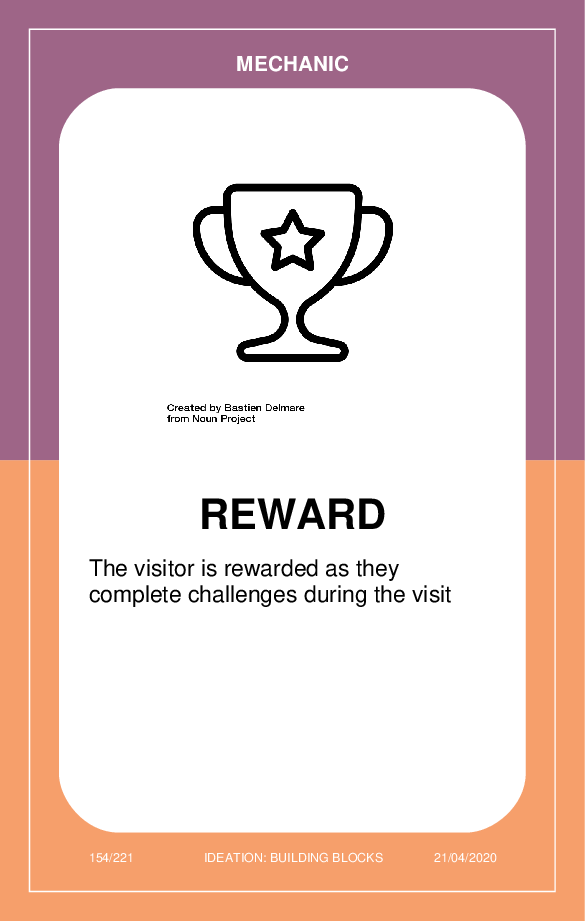 MECHANIC
Created by Bastien Delmare
from Noun Project
REWARD
The visitor is rewarded as they
complete challenges during the visit
154/221 IDEATION: BUILDING BLOCKS 21/04/2020